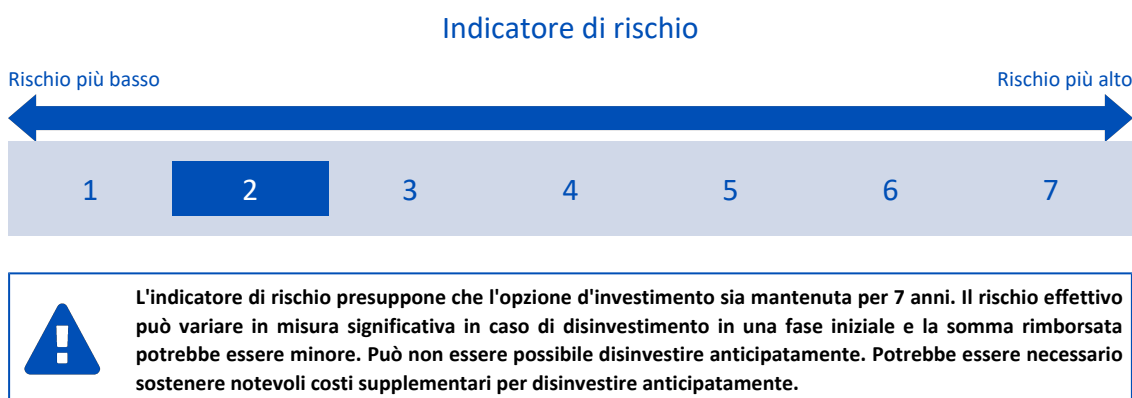 Indicatore di rischio
Rischio più basso
Rischio più alto
1 2 3 4 5 6 7
L'indicatore di rischio presuppone che l'opzione d'investimento sia mantenuta per 7 anni. Il rischio effettivo
può variare in misura significativa in caso di disinvestimento in una fase iniziale e la somma rimborsata
potrebbe essere minore. Può non essere possibile disinvestire anticipatamente. Potrebbe essere necessario
sostenere notevoli costi supplementari per disinvestire anticipatamente.